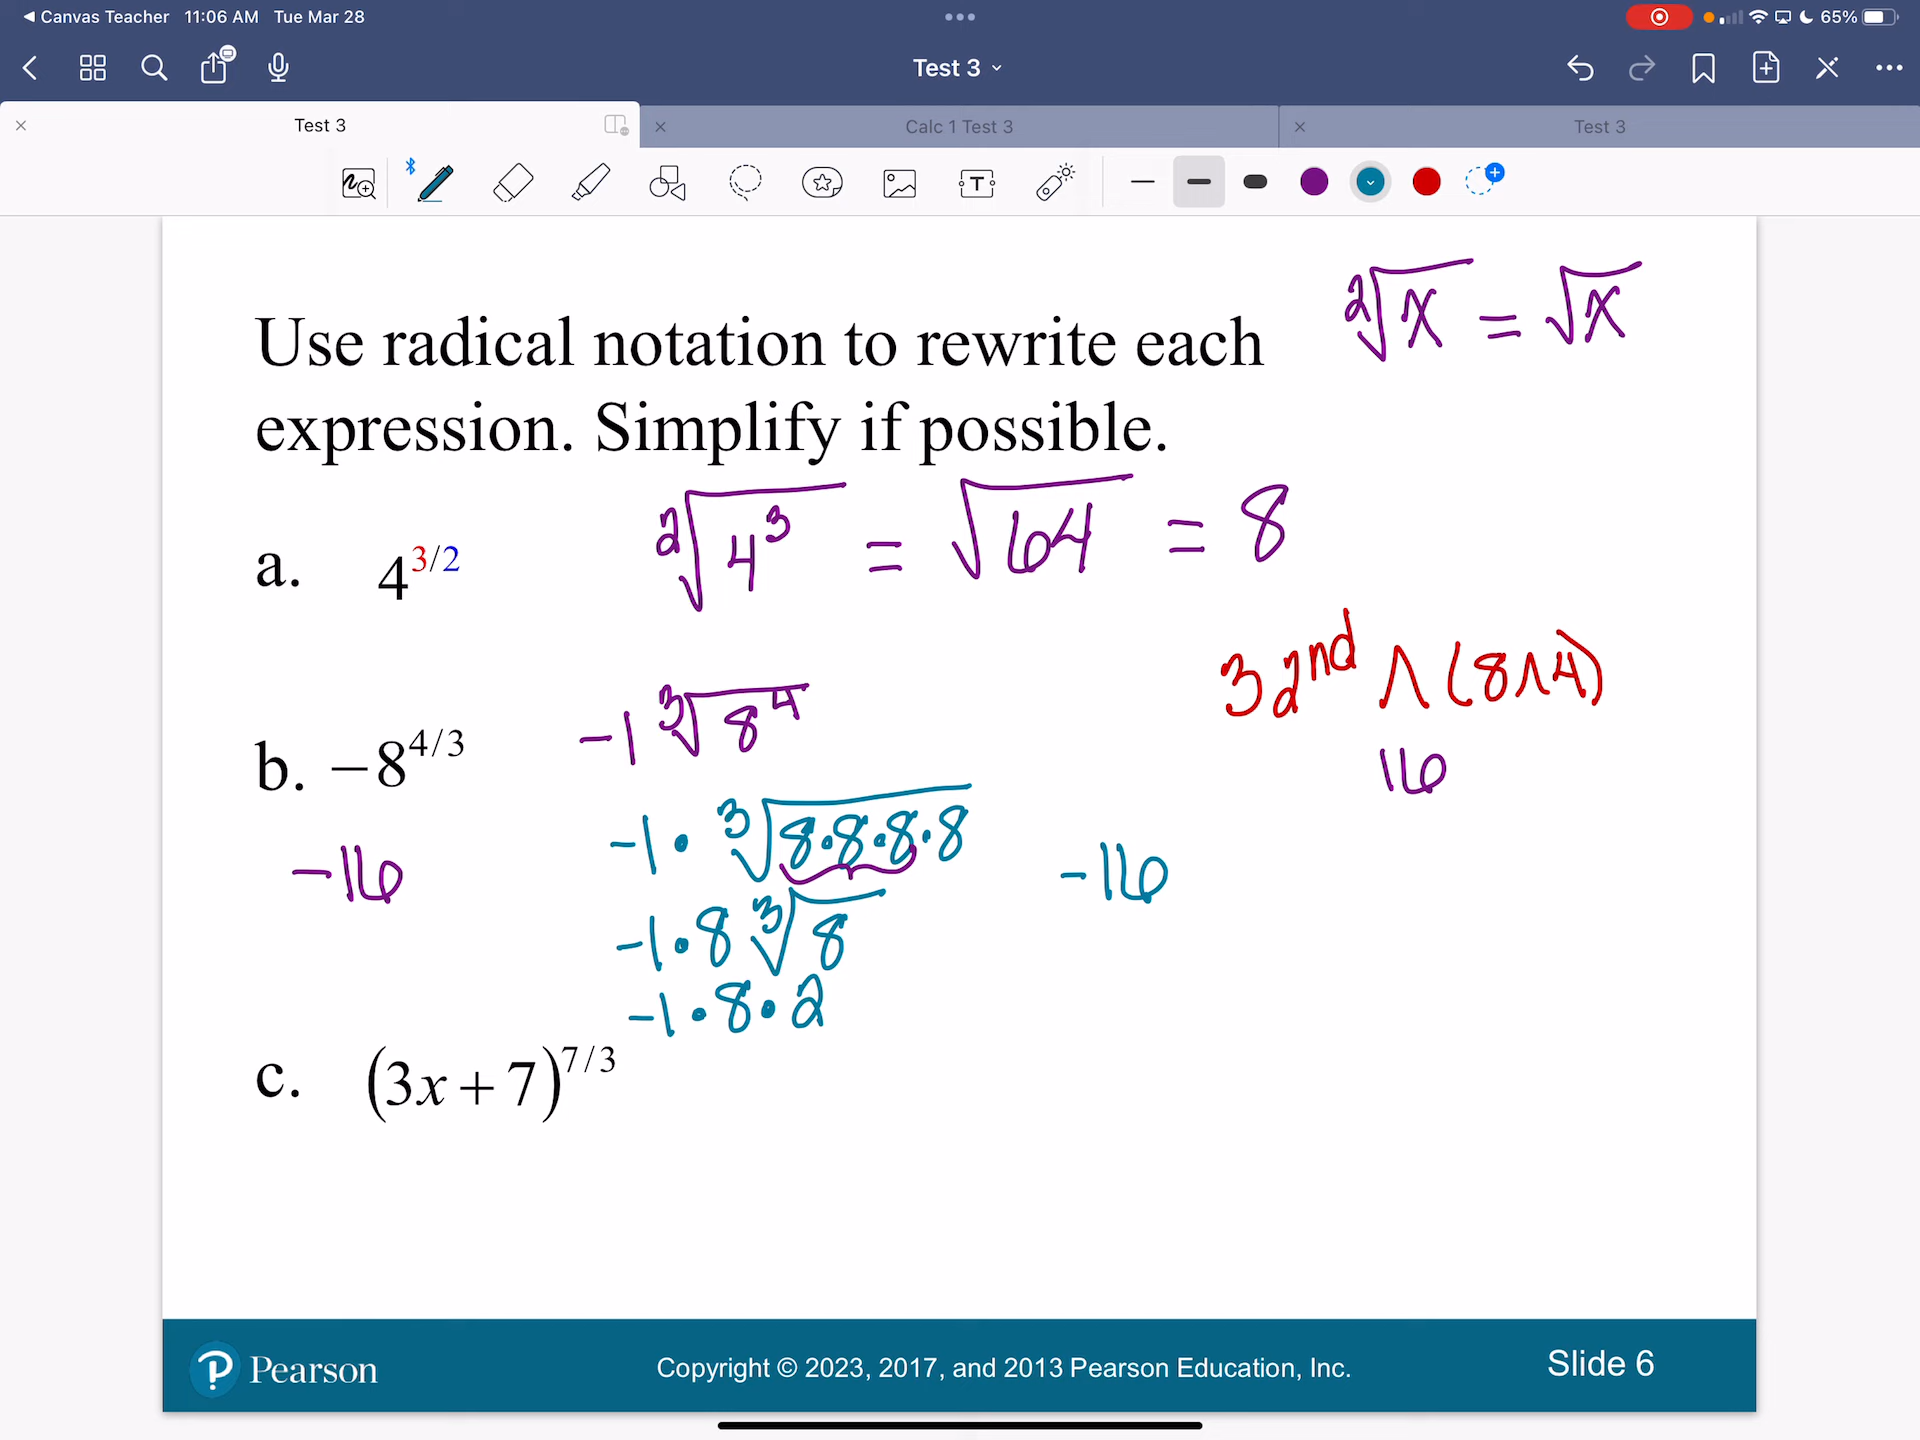 Canvas Teacher 11:06 AM Tue Mar 28 65%
Test 3
Test 3 Calc 1 Test 3 Test 3
T
²√x = √x
Use radical notation to rewrite each
expression. Simplify if possible.
a. 4^3/2 ²√4³ = √64 = 8
3 2nd ∧ (8∧4)
16
b. −8^4/3 -1 ³√8⁴
-16
-1 · ³√8·8·8·8 -16
-1·8 ³√8
-1·8·2
c. (3x + 7)^7/3
Pearson Copyright © 2023, 2017, and 2013 Pearson Education, Inc. Slide 6